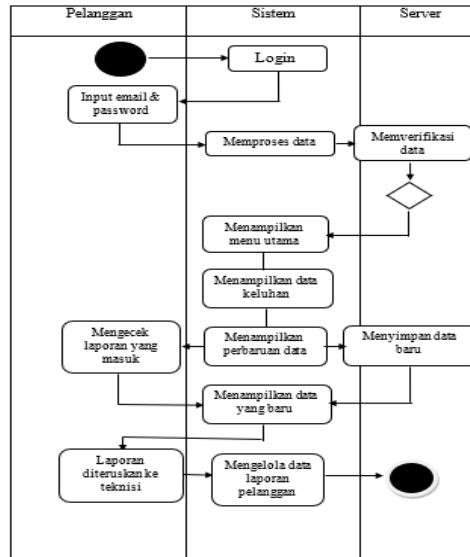 Pelanggan
Sistem
Server
Login
Input email &
password
Memproses data
Memverifikasi
data
Menampilkan
menu utama
Menampilkan data
keluhan
Mengecek
laporan yang
masuk
Menampilkan
perbaruan data
Menyimpan data
baru
Menampilkan data
yang baru
Laporan
diteruskan ke
teknisi
Mengelola data
laporan
pelanggan